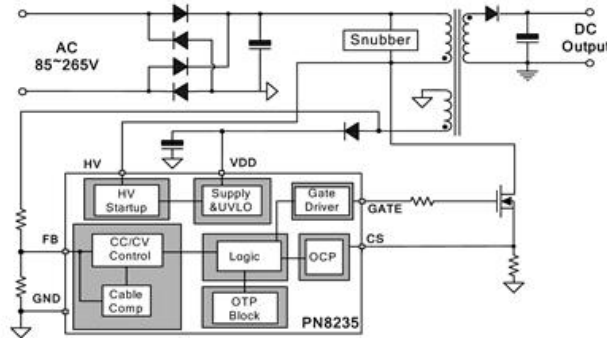 AC
85~265V
Snubber
DC
Output
HV
VDD
HV
Startup
Supply
&UVLO
Gate
Driver
GATE
FB
CC/CV
Control
Logic
OCP
CS
Cable
Comp
OTP
Block
GND
PN8235